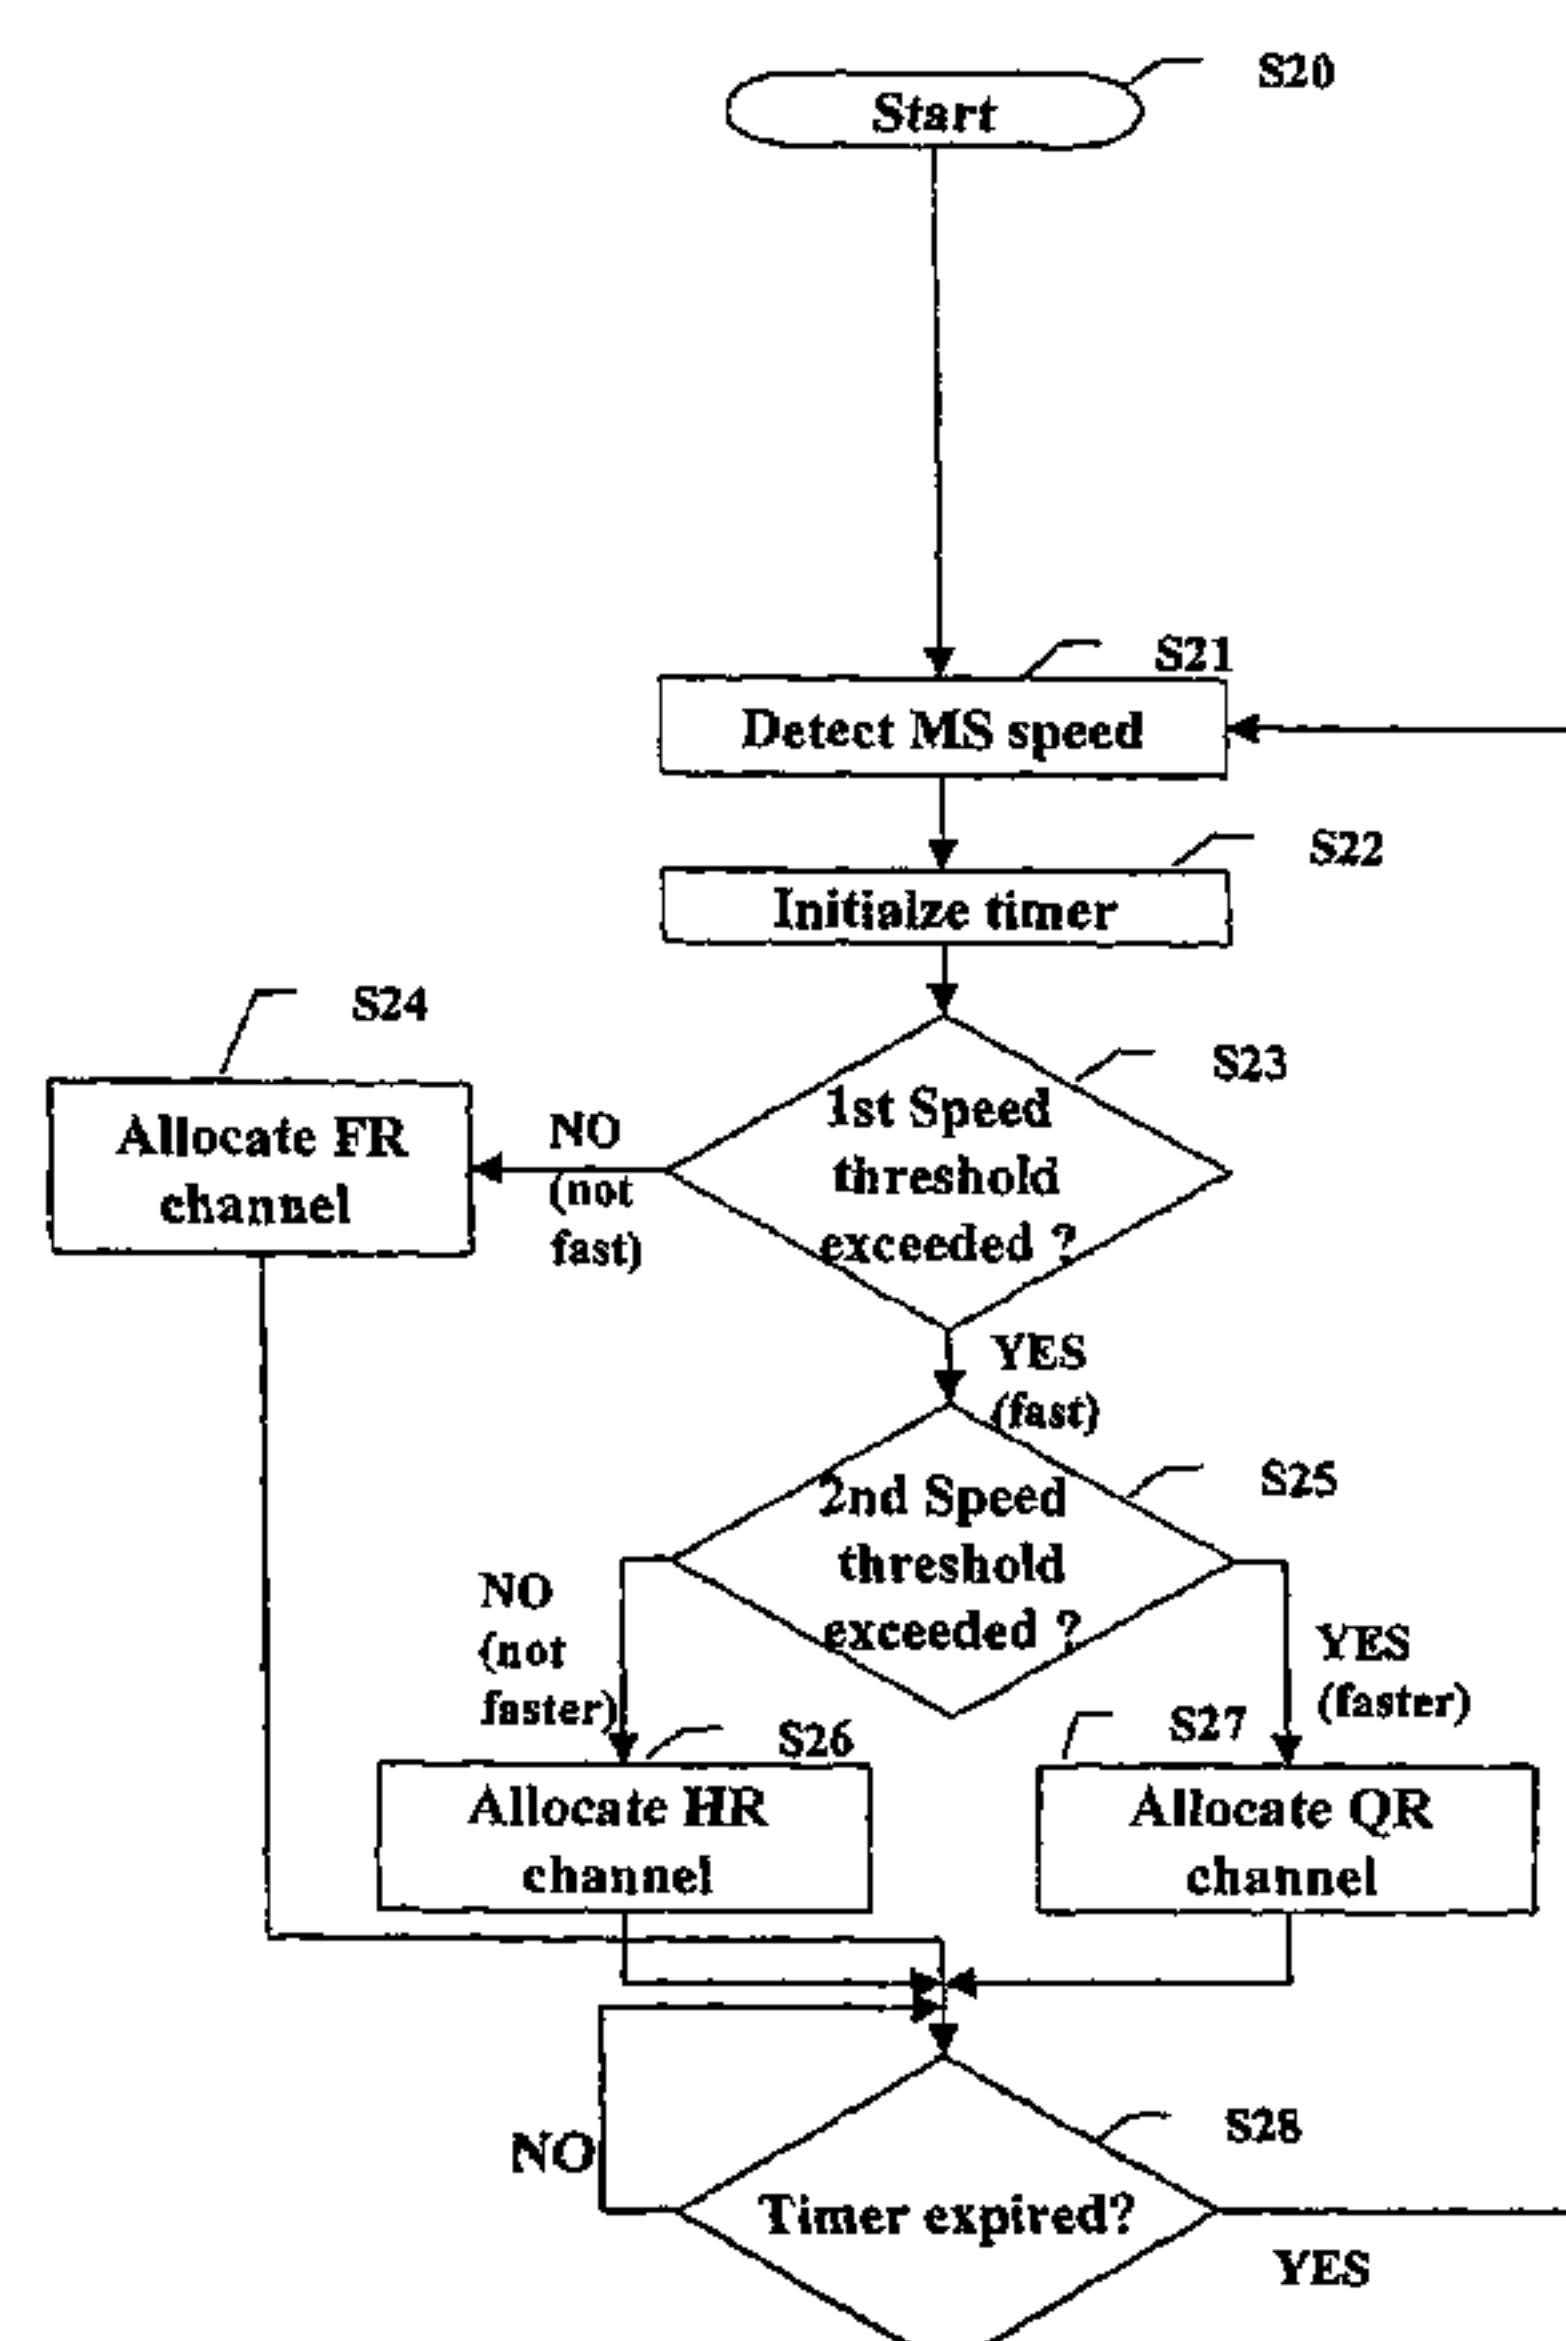 S20
Start
S21
Detect MS speed
S22
Initialze timer
S24
S23
Allocate FR
channel
NO
(not
fast)
1st Speed
threshold
exceeded ?
YES
(fast)
S25
2nd Speed
threshold
exceeded ?
NO
(not
faster)
YES
(faster)
S26
S27
Allocate HR
channel
Allocate QR
channel
S28
NO
Timer expired?
YES